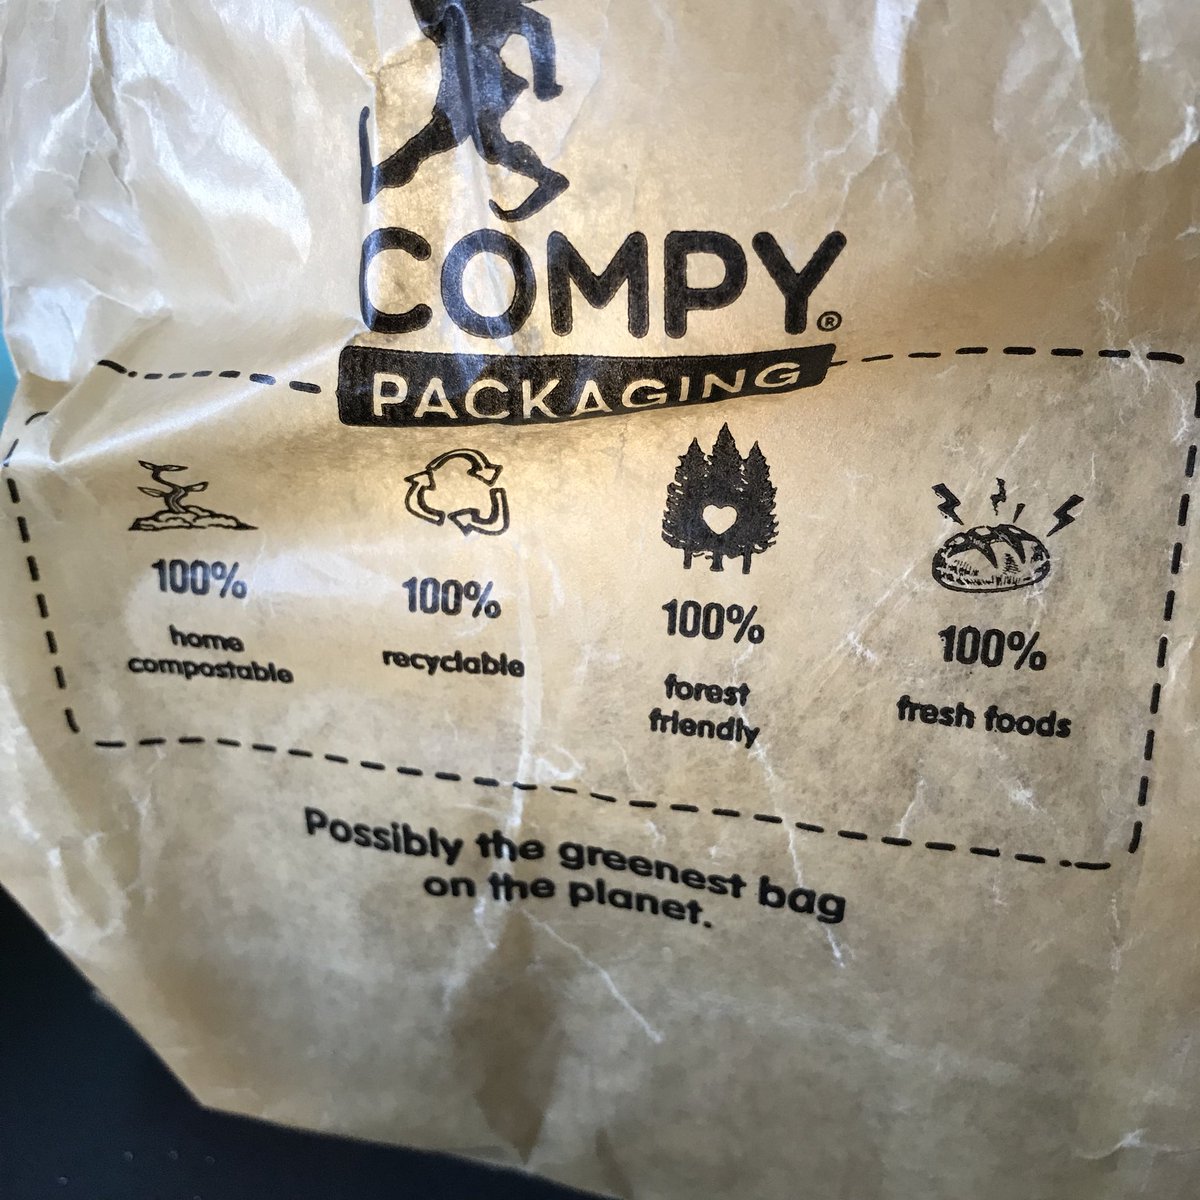 COMPY®
PACKAGING
100%
home
compostable
100%
recyclable
100%
forest
friendly
100%
fresh foods
Possibly the greenest bag
on the planet.